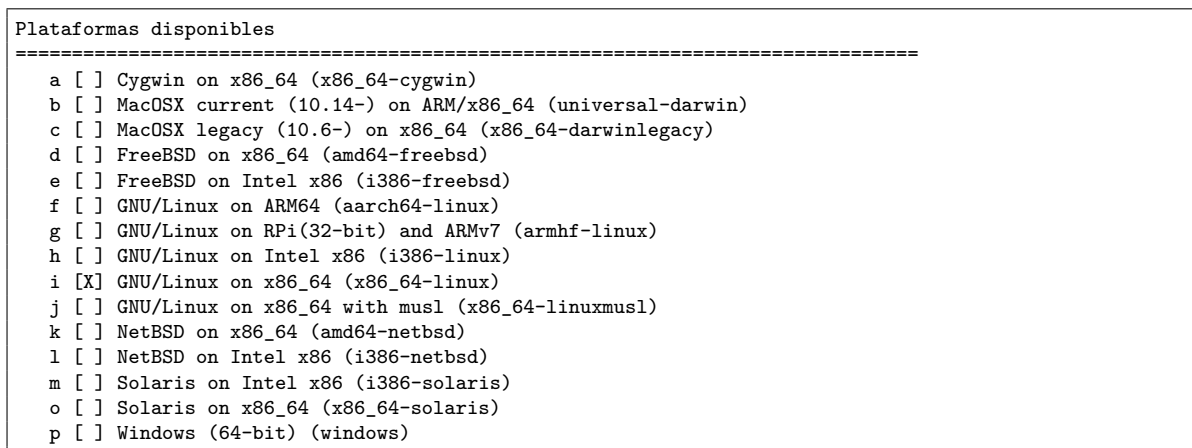 Plataformas disponibles
================================================================================
a [ ] Cygwin on x86_64 (x86_64-cygwin)
b [ ] MacOSX current (10.14-) on ARM/x86_64 (universal-darwin)
c [ ] MacOSX legacy (10.6-) on x86_64 (x86_64-darwinlegacy)
d [ ] FreeBSD on x86_64 (amd64-freebsd)
e [ ] FreeBSD on Intel x86 (i386-freebsd)
f [ ] GNU/Linux on ARM64 (aarch64-linux)
g [ ] GNU/Linux on RPi(32-bit) and ARMv7 (armhf-linux)
h [ ] GNU/Linux on Intel x86 (i386-linux)
i [X] GNU/Linux on x86_64 (x86_64-linux)
j [ ] GNU/Linux on x86_64 with musl (x86_64-linuxmusl)
k [ ] NetBSD on x86_64 (amd64-netbsd)
l [ ] NetBSD on Intel x86 (i386-netbsd)
m [ ] Solaris on Intel x86 (i386-solaris)
o [ ] Solaris on x86_64 (x86_64-solaris)
p [ ] Windows (64-bit) (windows)